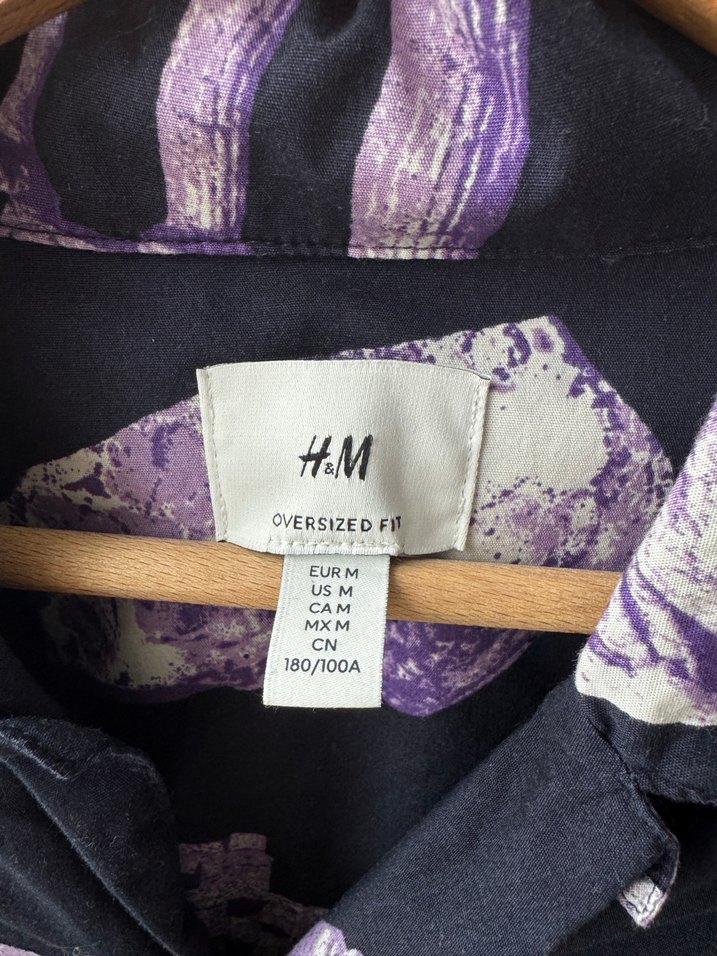 H&M
OVERSIZED FIT
EUR M
US M
CA M
MX M
CN
180/100A